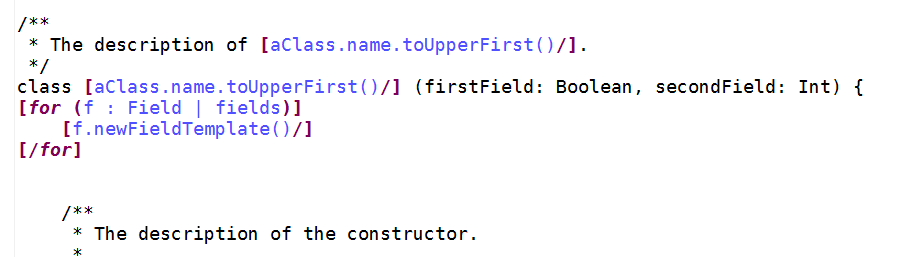 /**
 * The description of [aClass.name.toUpperFirst()/].
 */
class [aClass.name.toUpperFirst()/] (firstField: Boolean, secondField: Int) {
[for (f : Field | fields)]
    [f.newFieldTemplate()/]
[/for]
    /**
     * The description of the constructor.
     *